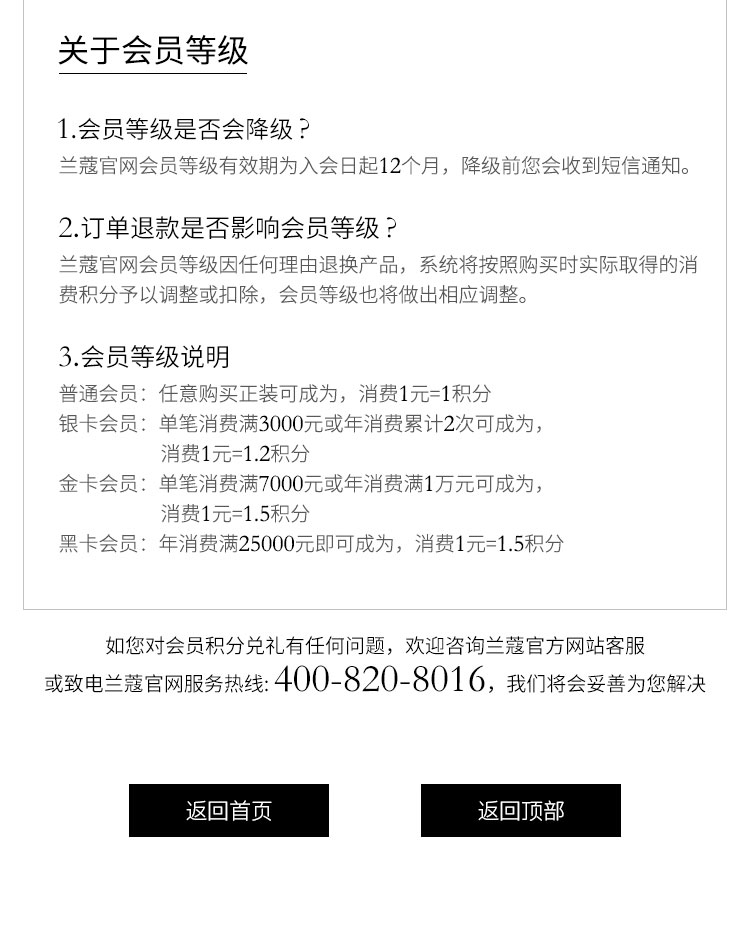 关于会员等级
1.会员等级是否会降级?
兰蔻官网会员等级有效期为入会日起12个月，降级前您会收到短信通知。
2.订单退款是否影响会员等级?
兰蔻官网会员等级因任何理由退换产品，系统将按照购买时实际取得的消
费积分予以调整或扣除，会员等级也将做出相应调整。
3.会员等级说明
普通会员：任意购买正装可成为，消费1元=1积分
银卡会员：单笔消费满3000元或年消费累计2次可成为，
消费1元=1.2积分
金卡会员：单笔消费满7000元或年消费满1万元可成为，
消费1元=1.5积分
黑卡会员：年消费满25000元即可成为，消费1元=1.5积分
如您对会员积分兑礼有任何问题，欢迎咨询兰蔻官方网站客服
或致电兰蔻官网服务热线: 400-820-8016，我们将会妥善为您解决
返回首页
返回顶部